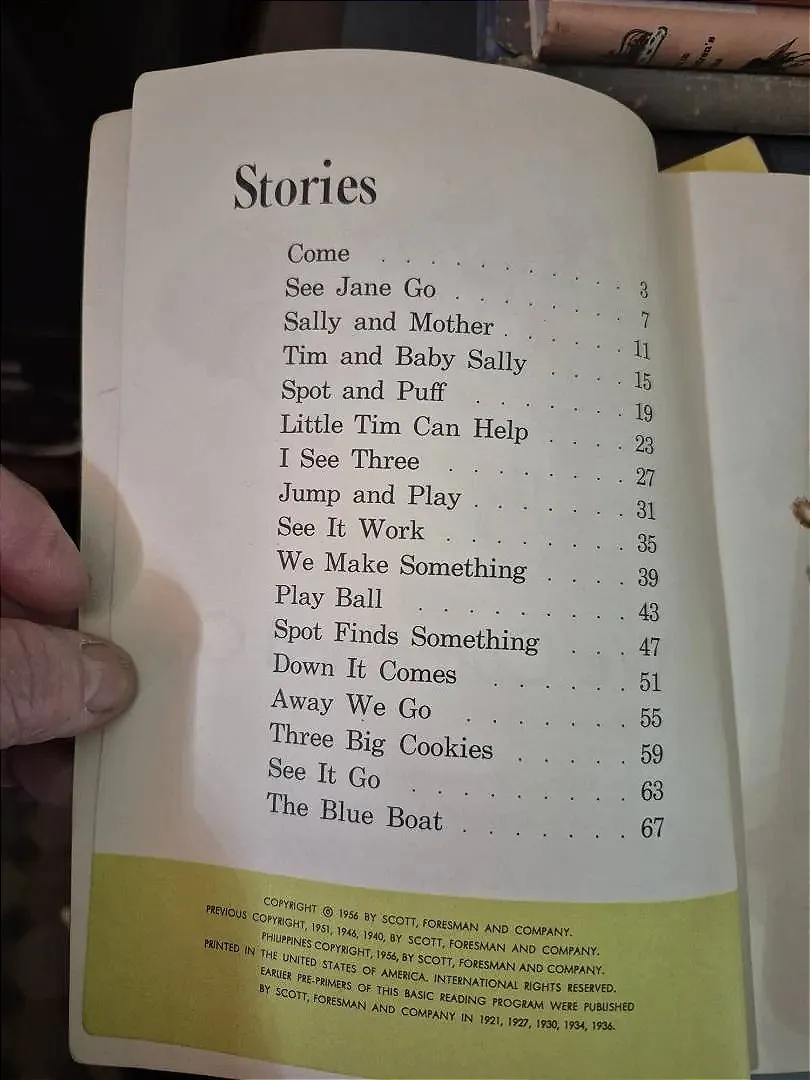 Stories
Come . . . . . . . . . . 3
See Jane Go . . . . . . . 7
Sally and Mother . . . . . . 11
Tim and Baby Sally . . . . 15
Spot and Puff . . . . . . . 19
Little Tim Can Help . . . . 23
I See Three . . . . . . . . 27
Jump and Play . . . . . . . 31
See It Work . . . . . . . . 35
We Make Something . . . . 39
Play Ball . . . . . . . . . 43
Spot Finds Something . . . 47
Down It Comes . . . . . . 51
Away We Go . . . . . . . 55
Three Big Cookies . . . . . 59
See It Go . . . . . . . . . 63
The Blue Boat . . . . . . . 67
COPYRIGHT © 1956 BY SCOTT, FORESMAN AND COMPANY.
PREVIOUS COPYRIGHT, 1951, 1946, 1940, BY SCOTT, FORESMAN AND COMPANY.
PHILIPPINES COPYRIGHT, 1956, BY SCOTT, FORESMAN AND COMPANY.
PRINTED IN THE UNITED STATES OF AMERICA. INTERNATIONAL RIGHTS RESERVED.
EARLIER PRE-PRIMERS OF THIS BASIC READING PROGRAM WERE PUBLISHED
BY SCOTT, FORESMAN AND COMPANY IN 1921, 1927, 1930, 1934, 1936.